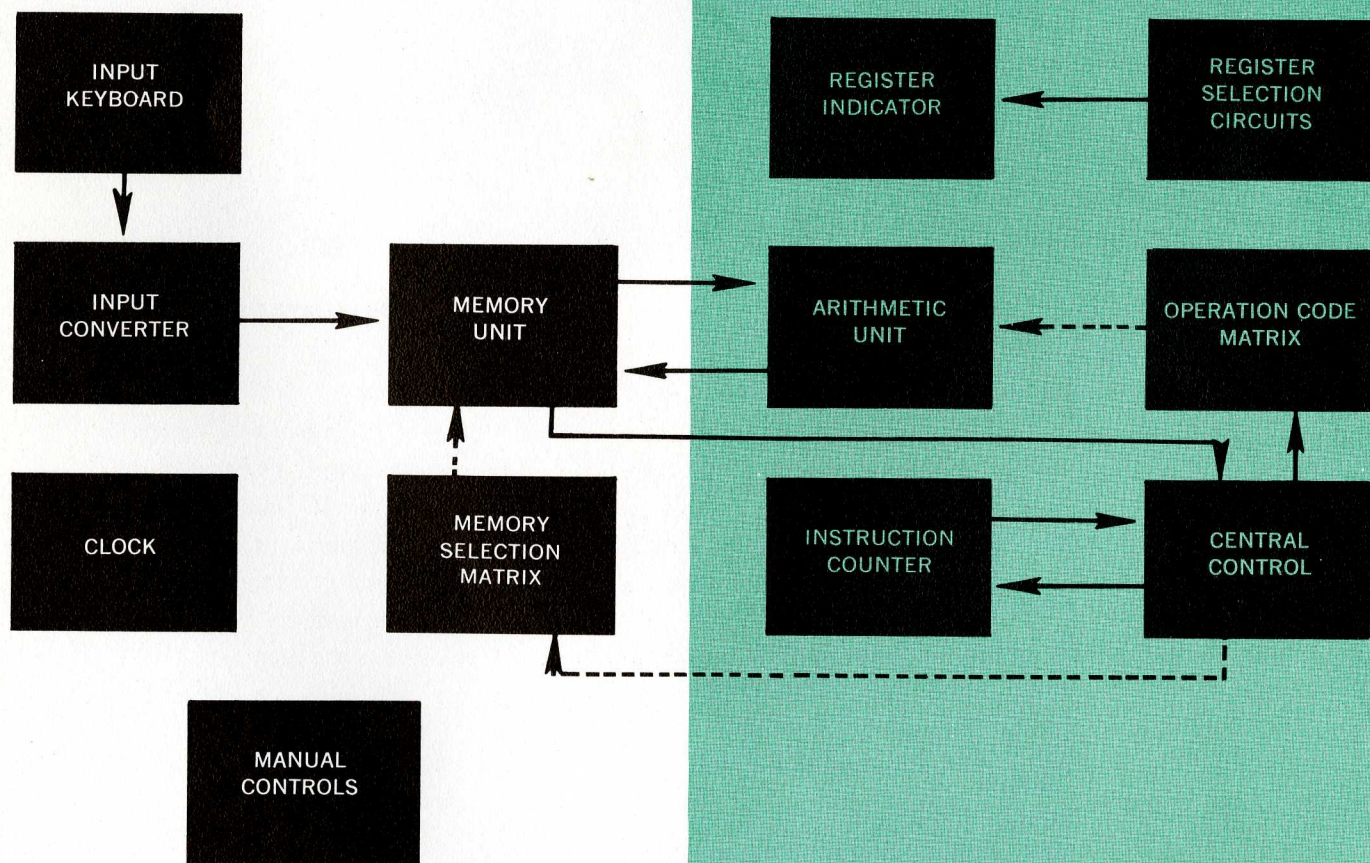 INPUT
KEYBOARD
REGISTER
INDICATOR
REGISTER
SELECTION
CIRCUITS
INPUT
CONVERTER
MEMORY
UNIT
ARITHMETIC
UNIT
OPERATION CODE
MATRIX
CLOCK
MEMORY
SELECTION
MATRIX
INSTRUCTION
COUNTER
CENTRAL
CONTROL
MANUAL
CONTROLS